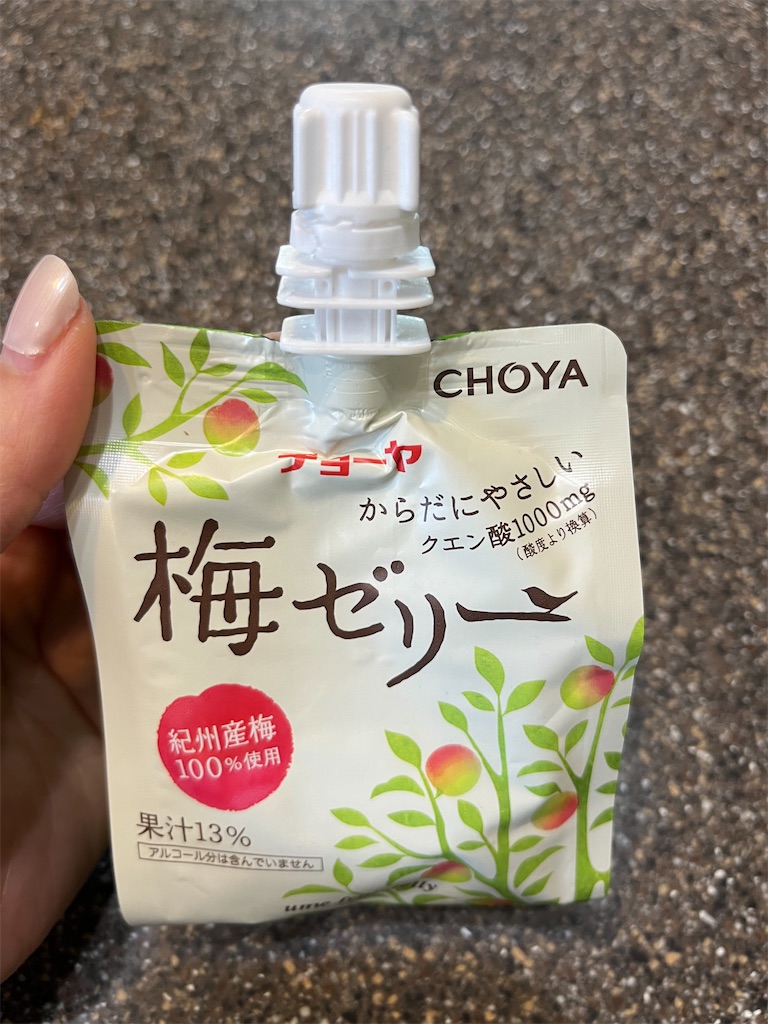 CHOYA
チョーヤ
からだにやさしい
クエン酸1000mg
(酸度より換算)
梅ゼリー
紀州産梅
100%使用
果汁13%
アルコール分は含んでいません
ume